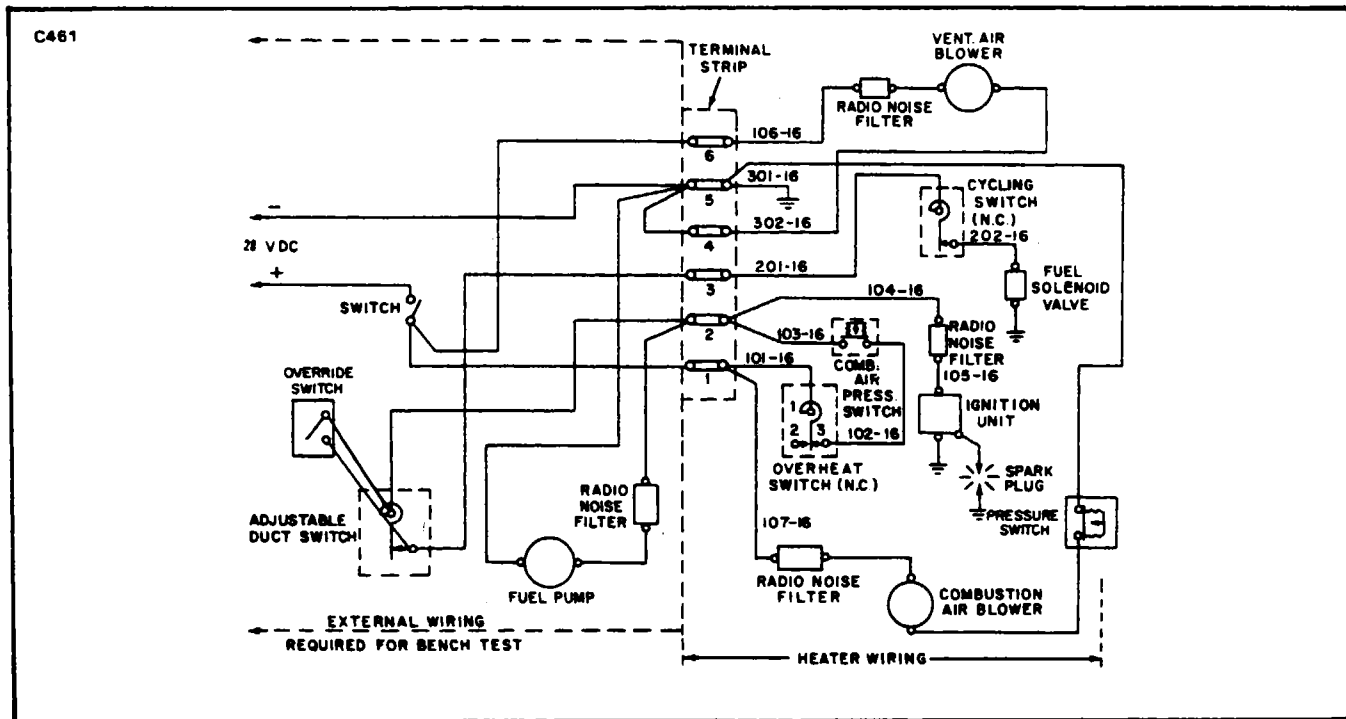 C461
TERMINAL
STRIP
VENT. AIR
BLOWER
RADIO NOISE
FILTER
106-16
6
301-16
5
CYCLING
SWITCH
(N.C.)
202-16
302-16
4
–
28 VDC
+
201-16
3
FUEL
SOLENOID
VALVE
SWITCH
104-16
2
103-16
RADIO
NOISE
FILTER
105-16
101-16
1
COMB.
AIR
PRESS.
SWITCH
OVERRIDE
SWITCH
IGNITION
UNIT
1
2 3
102-16
OVERHEAT
SWITCH (N.C.)
SPARK
PLUG
RADIO
NOISE
FILTER
ADJUSTABLE
DUCT SWITCH
PRESSURE
SWITCH
107-16
RADIO NOISE
FILTER
FUEL PUMP
COMBUSTION
AIR BLOWER
EXTERNAL WIRING
REQUIRED FOR BENCH TEST
HEATER WIRING